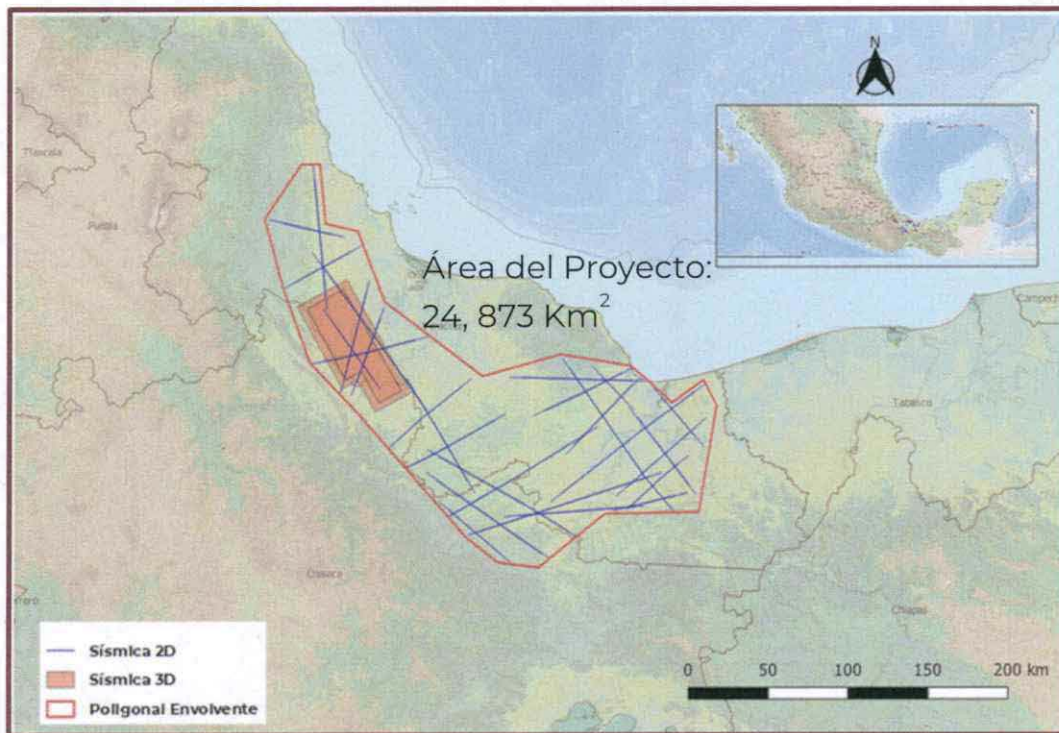 N
Tlaxcala
Puebla
Área del Proyecto:
24, 873 Km2
Campeche
Tabasco
Oaxaca
Chiapas
Sísmica 2D
Sísmica 3D
Poligonal Envolvente
0 50 100 150 200 km